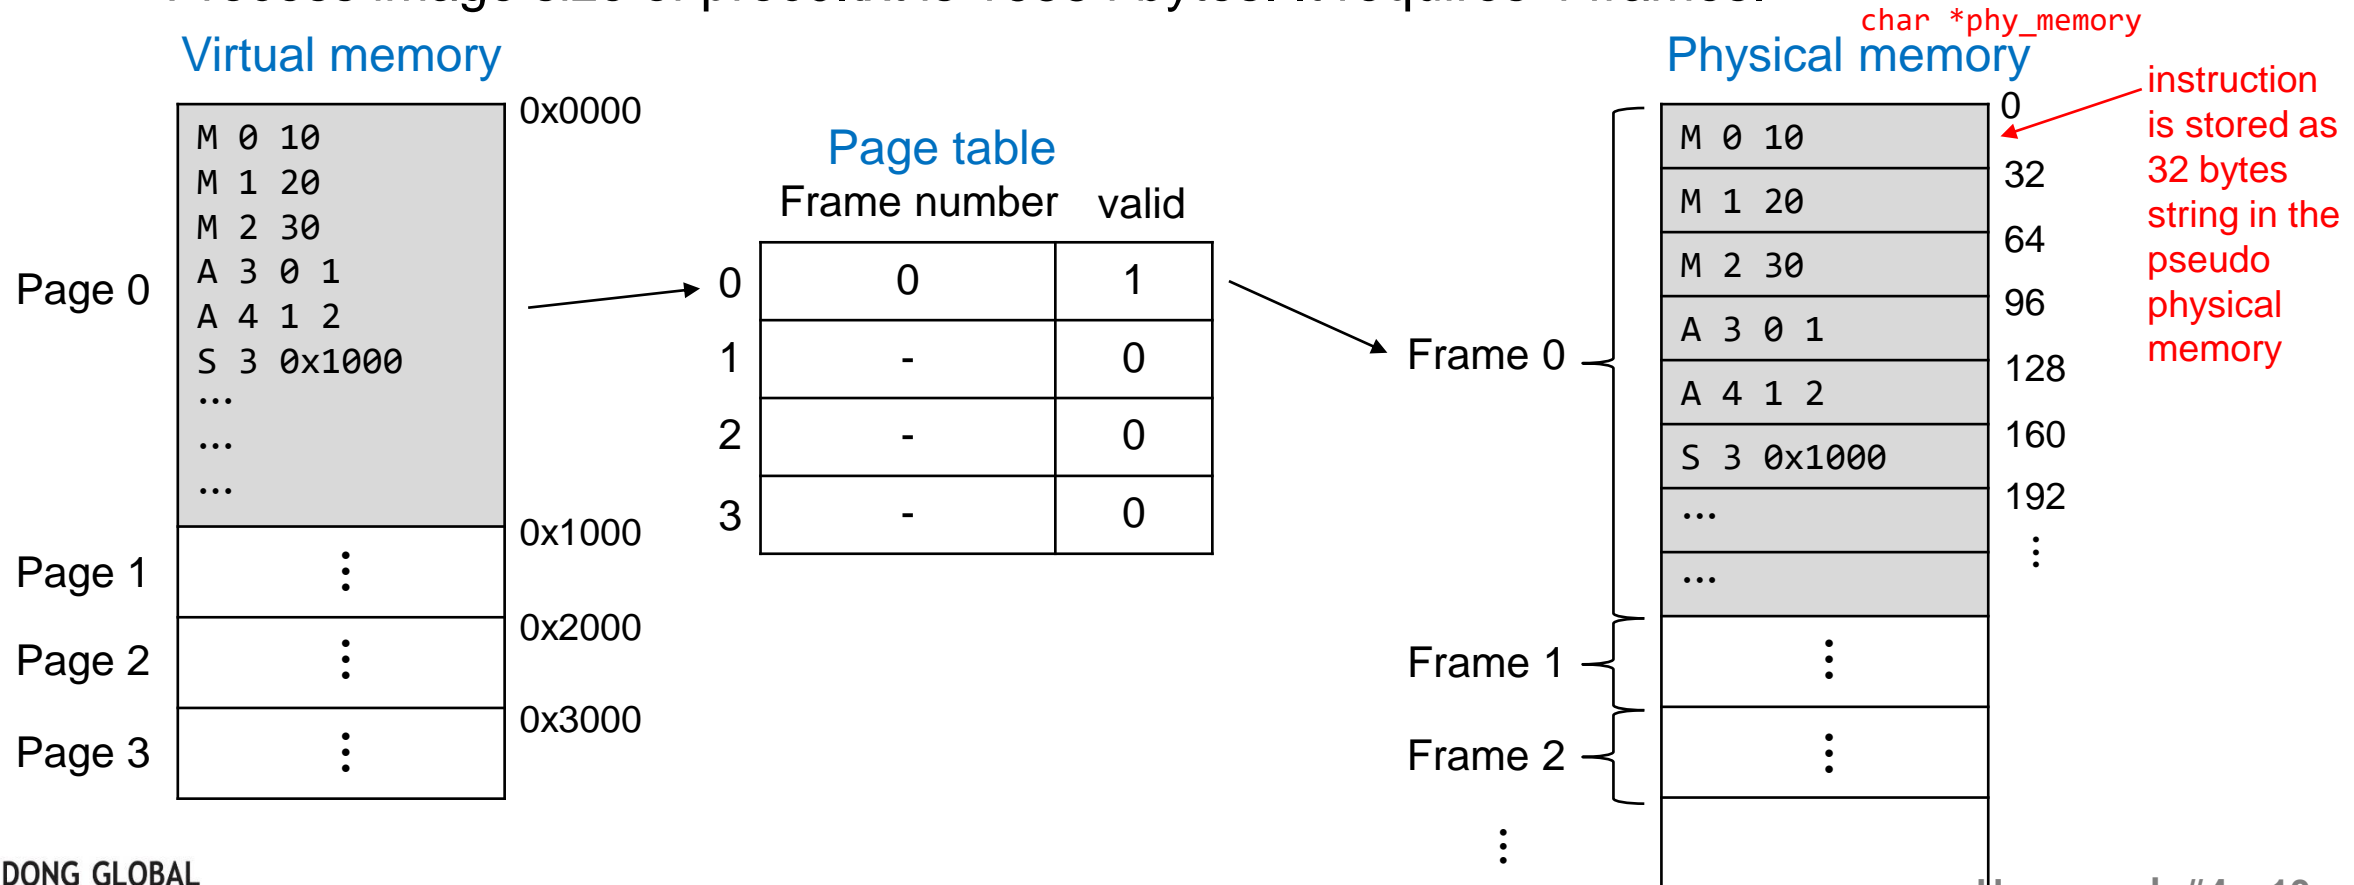 Virtual memory
char *phy_memory
Physical memory
0x0000
M 0 10
M 1 20
M 2 30
A 3 0 1
A 4 1 2
S 3 0x1000
...
...
...
Page 0
0x1000
Page 1
0x2000
Page 2
0x3000
Page 3
Page table
Frame number valid
0 0 1
1 - 0
2 - 0
3 - 0
Frame 0
Frame 1
Frame 2
0
M 0 10
32
M 1 20
64
M 2 30
96
A 3 0 1
128
A 4 1 2
160
S 3 0x1000
192
...
...
instruction
is stored as
32 bytes
string in the
pseudo
physical
memory
DONG GLOBAL